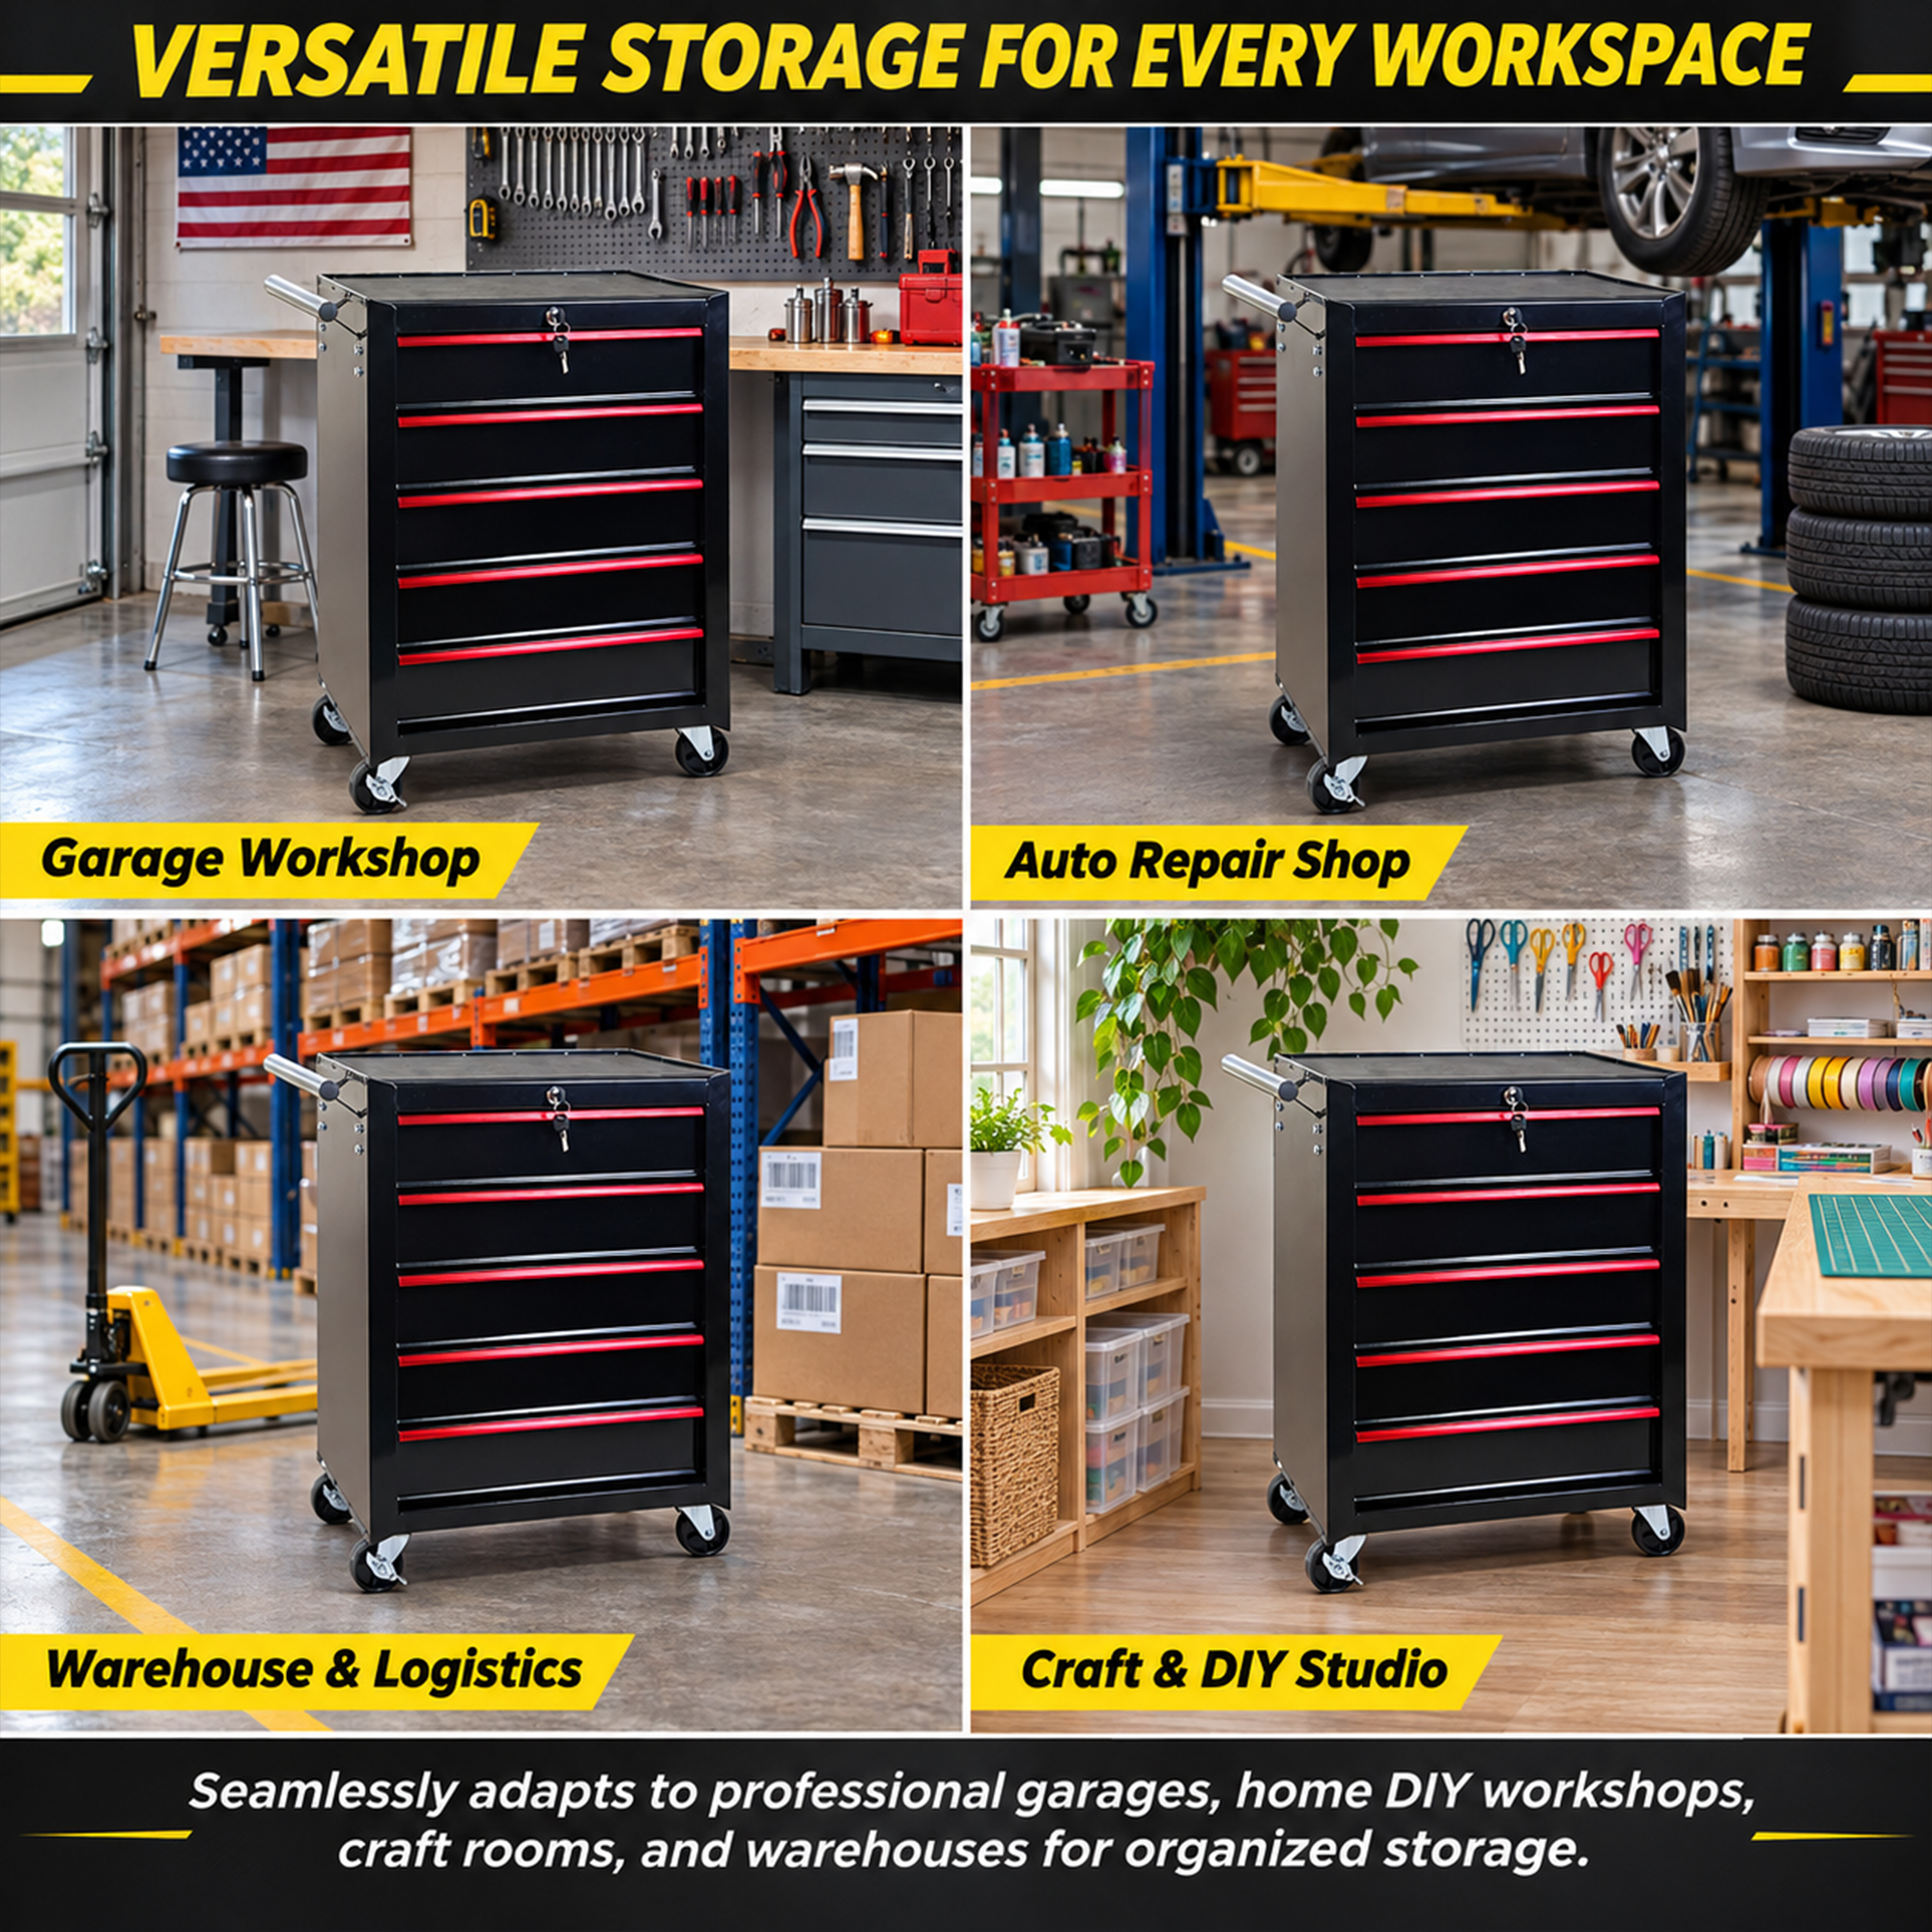 VERSATILE STORAGE FOR EVERY WORKSPACE
Garage Workshop
Auto Repair Shop
Warehouse & Logistics
Craft & DIY Studio
Seamlessly adapts to professional garages, home DIY workshops,
craft rooms, and warehouses for organized storage.